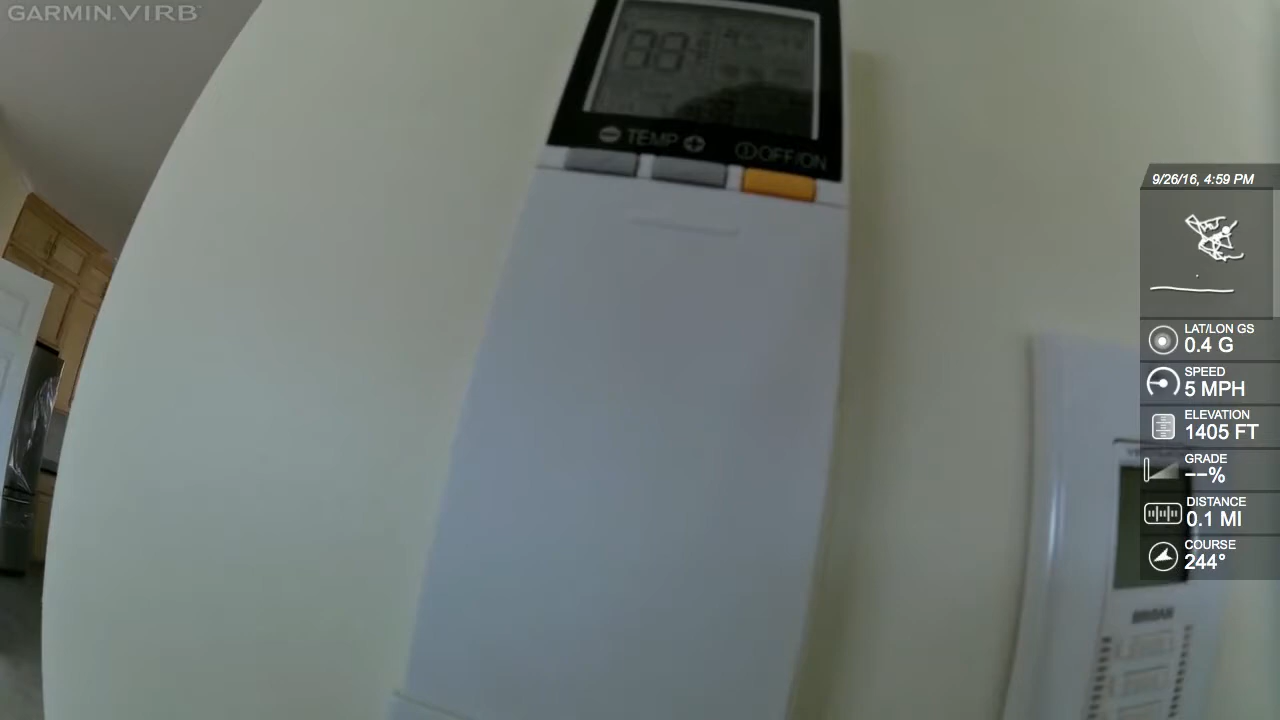 GARMIN.VIRB
88
TEMP OFF/ON
9/26/16, 4:59 PM
LAT/LON GS
0.4 G
SPEED
5 MPH
ELEVATION
1405 FT
GRADE
--%
DISTANCE
0.1 MI
COURSE
244°